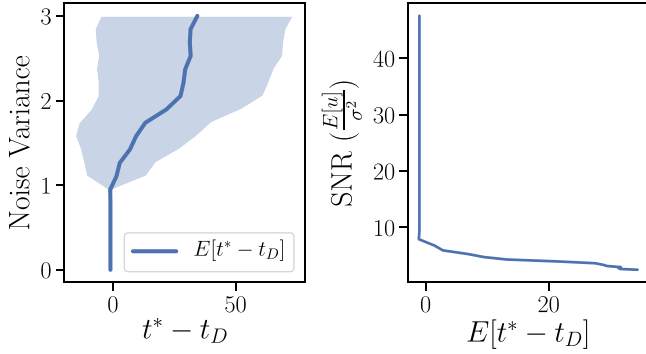 3
2
1
0
Noise Variance
E[t* − t_D]
0
50
t* − t_D
40
30
20
10
SNR (E[u]/σ²)
0
20
E[t* − t_D]